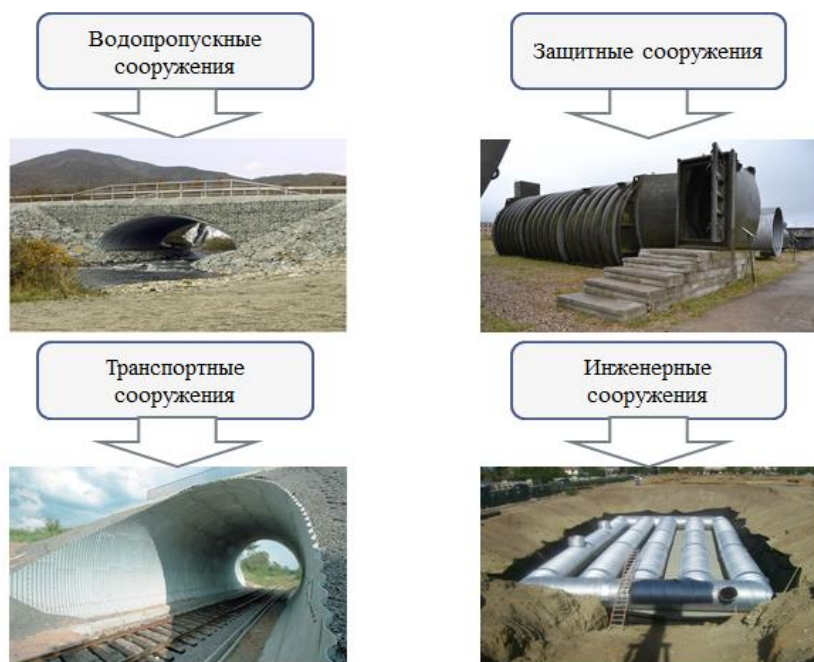 Водопропускные
сооружения
Защитные сооружения
Транспортные
сооружения
Инженерные
сооружения